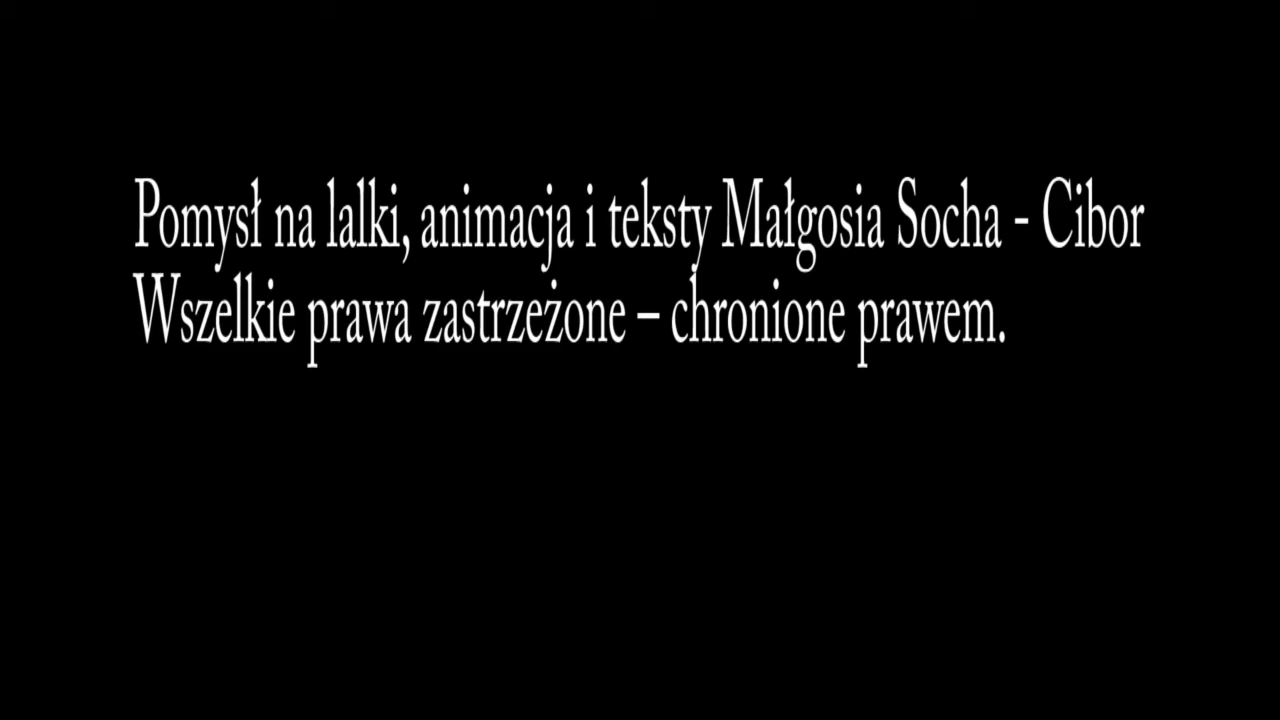 Pomysł na lalki, animacja i teksty Małgosia Socha - Cibor
Wszelkie prawa zastrzeżone – chronione prawem.